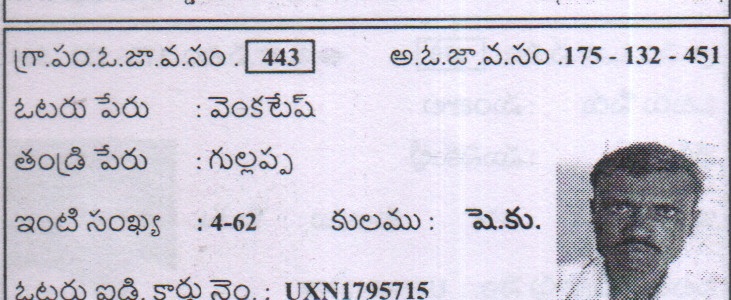 గ్రా.పం.ఓ.జా.వ.సం. 443 అ.ఓ.జా.వ.సం.175 - 132 - 451
ఓటరు పేరు : వెంకటేష్
తండ్రి పేరు : గుల్లప్ప
ఇంటి సంఖ్య : 4-62 కులము : షె.కు.
ఓటరు ఐడి. కార్డు నెం. : UXN1795715